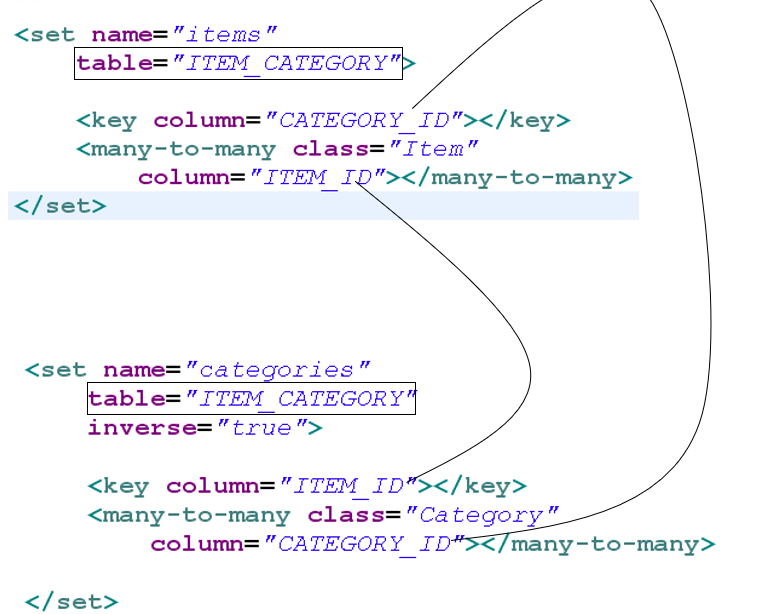 <set name="items"
table="ITEM_CATEGORY">
<key column="CATEGORY_ID"></key>
<many-to-many class="Item"
column="ITEM_ID"></many-to-many>
</set>
<set name="categories"
table="ITEM_CATEGORY"
inverse="true">
<key column="ITEM_ID"></key>
<many-to-many class="Category"
column="CATEGORY_ID"></many-to-many>
</set>